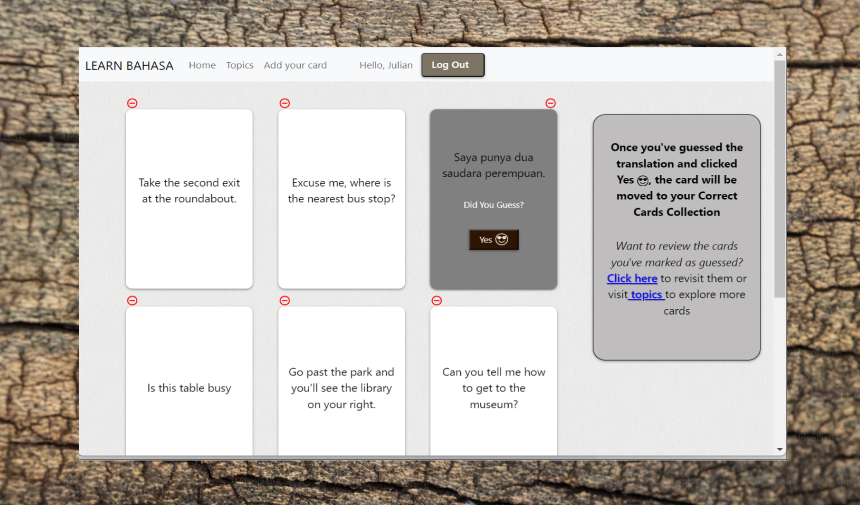 LEARN BAHASA Home Topics Add your card Hello, Julian Log Out
Take the second exit
at the roundabout.
Excuse me, where is
the nearest bus stop?
Saya punya dua
saudara perempuan.
Did You Guess?
Yes 😎
Once you've guessed the
translation and clicked
Yes 😎, the card will be
moved to your Correct
Cards Collection
Want to review the cards
you've marked as guessed?
Click here to revisit them or
visit topics to explore more
cards
Is this table busy
Go past the park and
you'll see the library
on your right.
Can you tell me how
to get to the
museum?